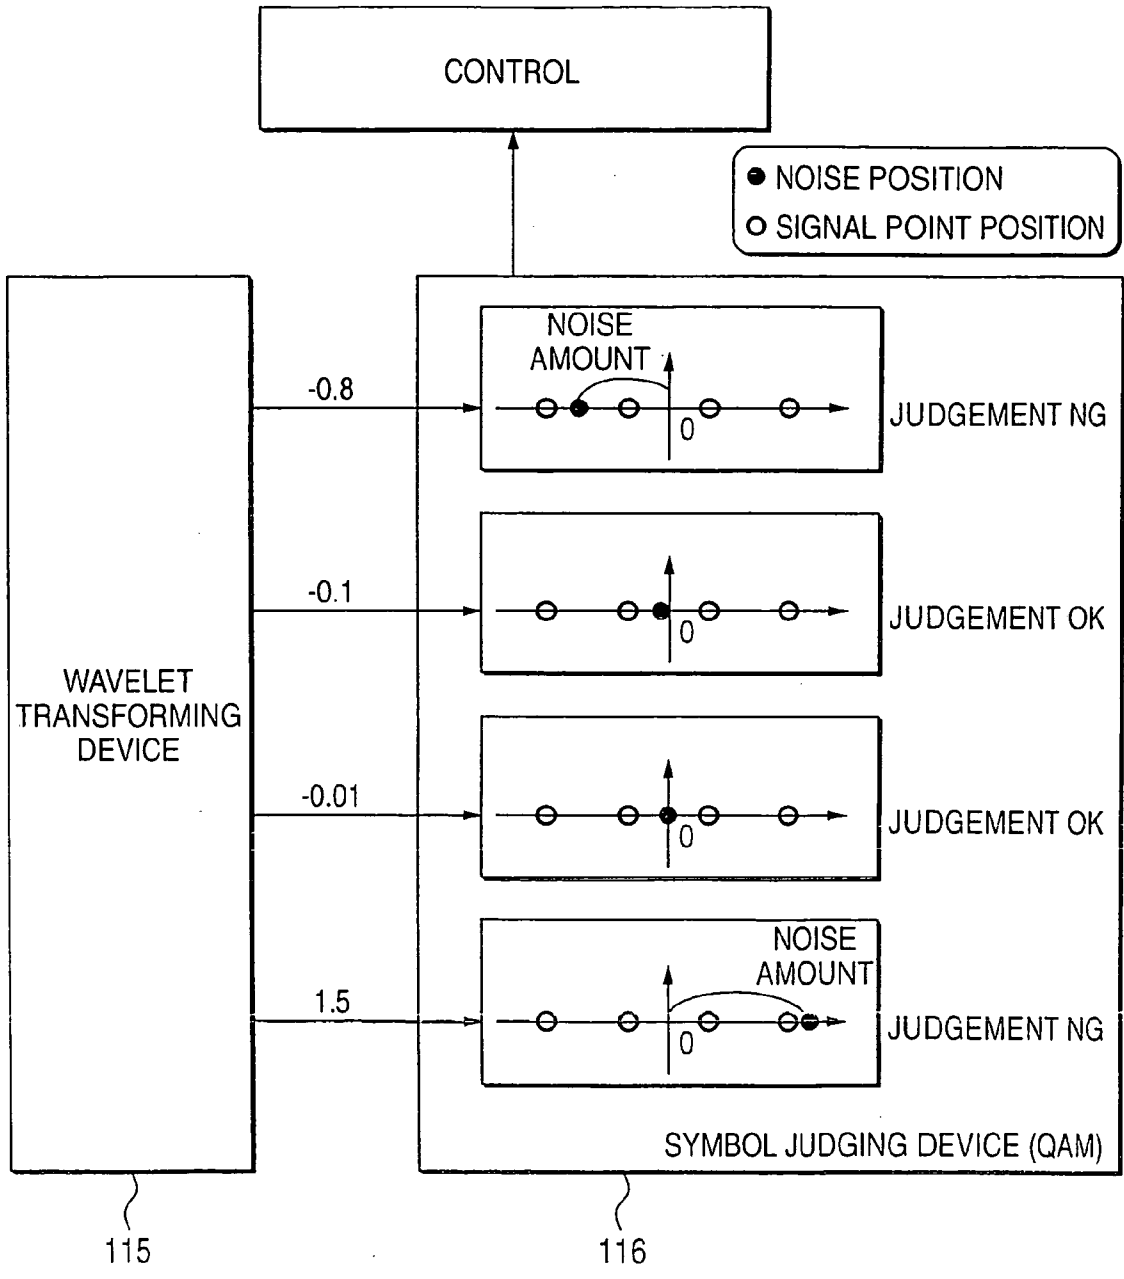 CONTROL
NOISE POSITION
SIGNAL POINT POSITION
NOISE
AMOUNT
-0.8
0
JUDGEMENT NG
-0.1
0
JUDGEMENT OK
WAVELET
TRANSFORMING
DEVICE
-0.01
0
JUDGEMENT OK
NOISE
AMOUNT
1.5
0
JUDGEMENT NG
SYMBOL JUDGING DEVICE (QAM)
115
116